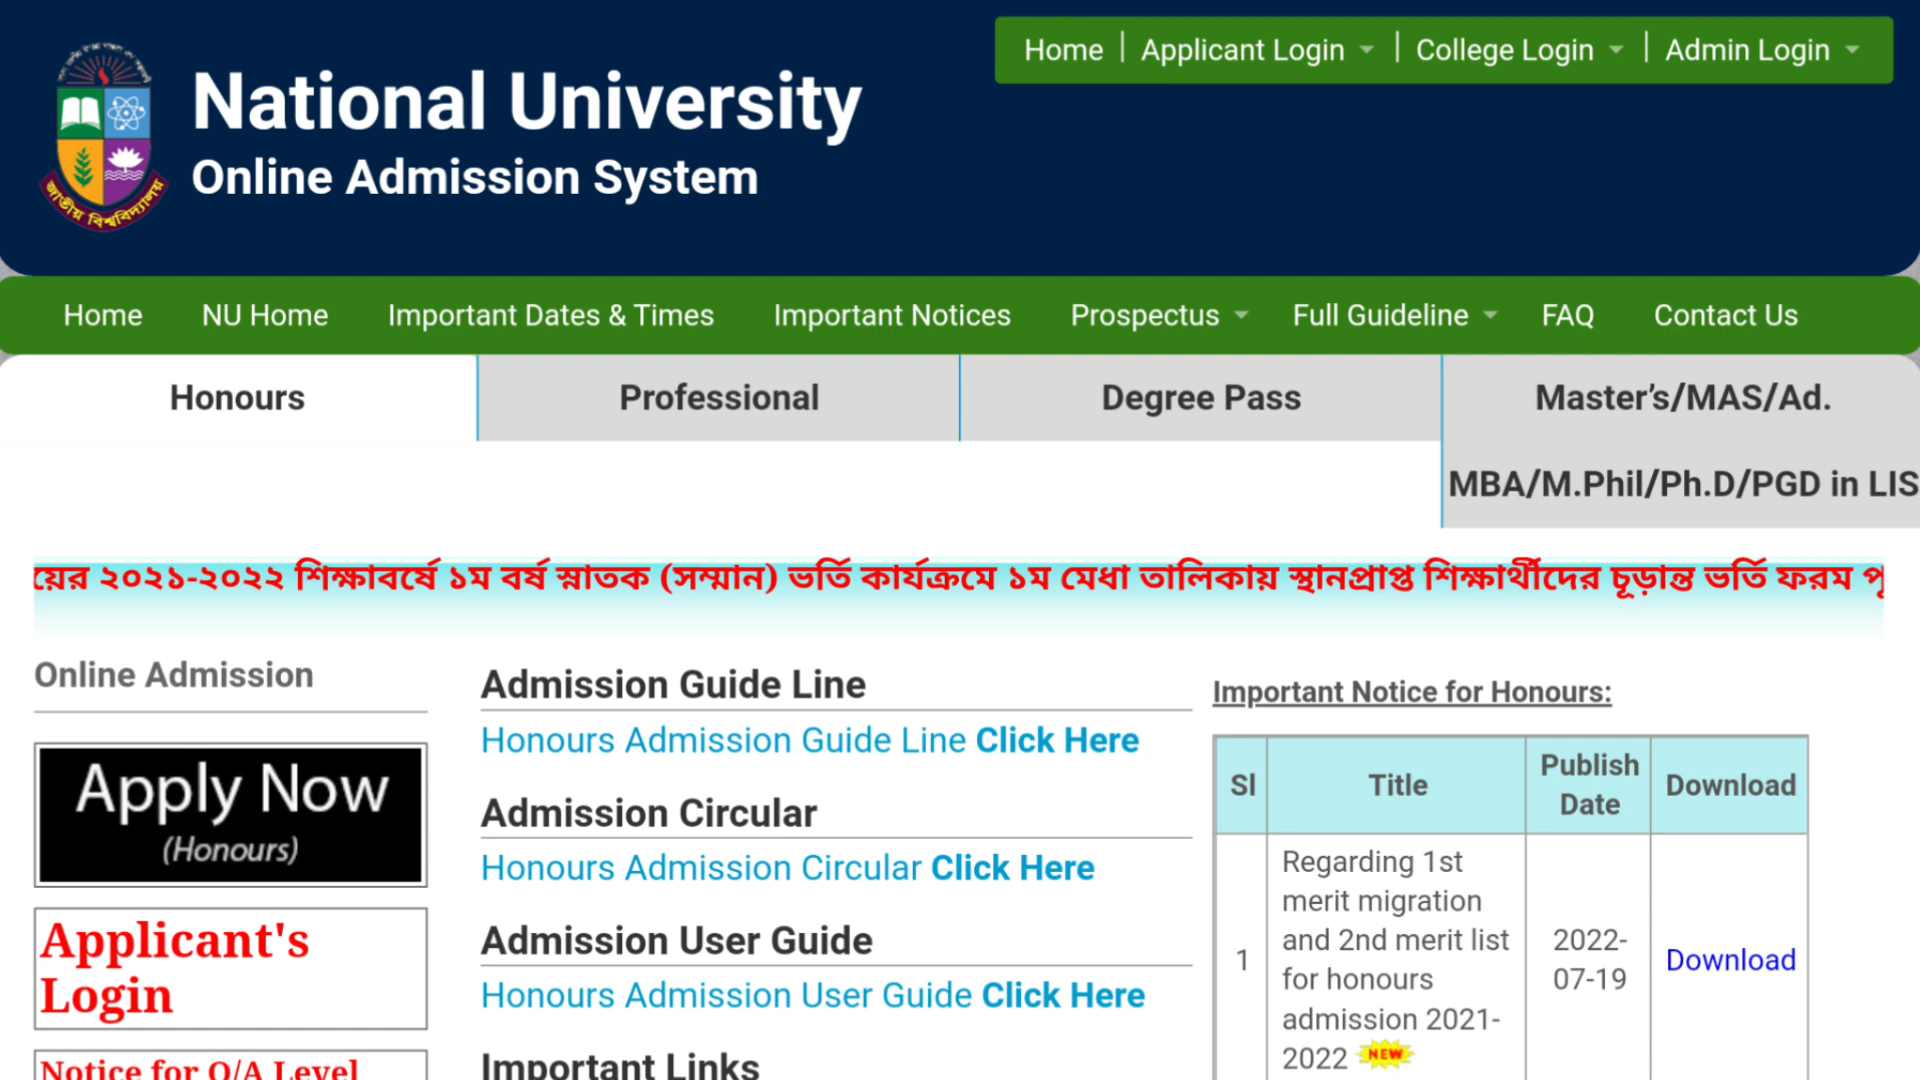 Home | Applicant Login | College Login | Admin Login
National University
Online Admission System
জাতীয় বিশ্ববিদ্যালয়
Home NU Home Important Dates & Times Important Notices Prospectus Full Guideline FAQ Contact Us
Honours Professional Degree Pass Master’s/MAS/Ad.
MBA/M.Phil/Ph.D/PGD in LIS
য়ের ২০২১-২০২২ শিক্ষাবর্ষে ১ম বর্ষ স্নাতক (সম্মান) ভর্তি কার্যক্রমে ১ম মেধা তালিকায় স্থানপ্রাপ্ত শিক্ষার্থীদের চূড়ান্ত ভর্তি ফরম পূ
Online Admission
Apply Now
(Honours)
Applicant's
Login
Notice for O/A Level
Admission Guide Line
Honours Admission Guide Line Click Here
Admission Circular
Honours Admission Circular Click Here
Admission User Guide
Honours Admission User Guide Click Here
Important Links
Important Notice for Honours:
Sl Title Publish Date Download
1
Regarding 1st
merit migration
and 2nd merit list
for honours
admission 2021-
2022 NEW
2022-
07-19
Download